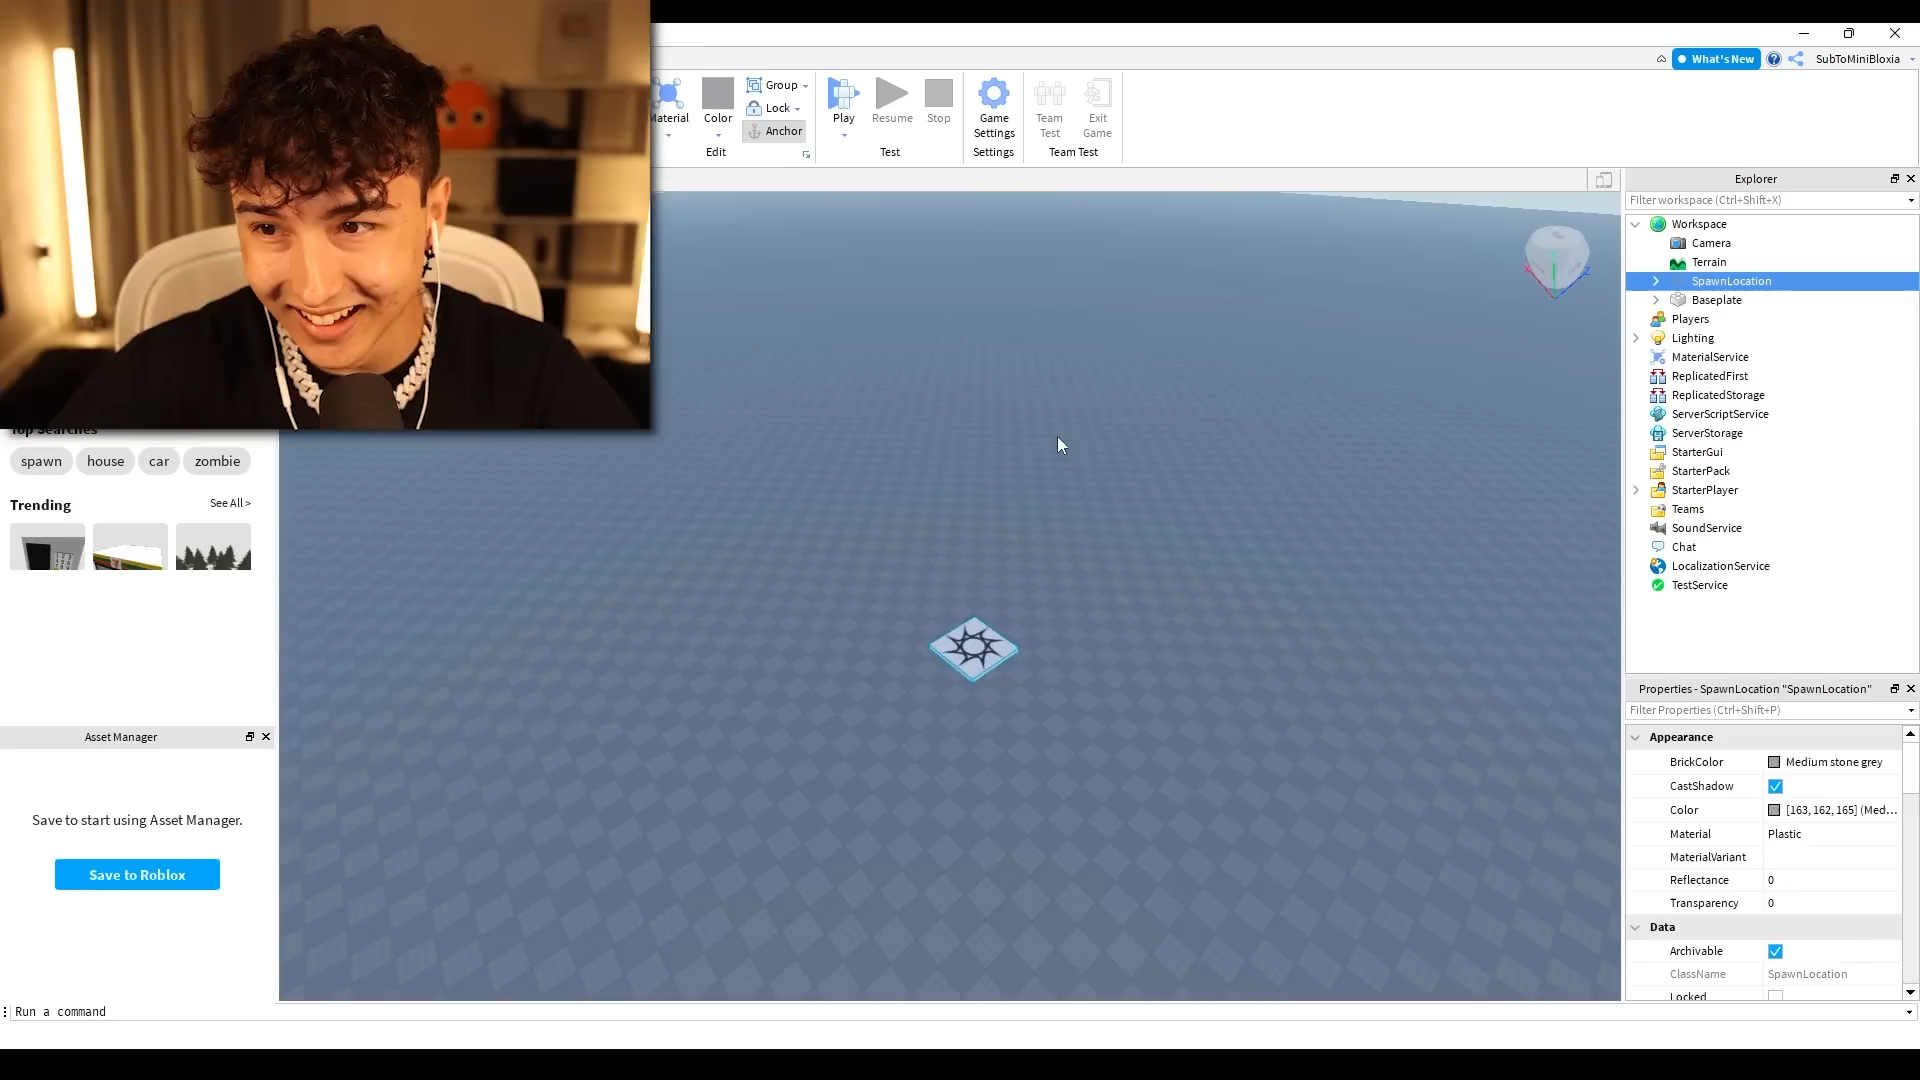 What's New
SubToMiniBloxia
Material
Color
Group
Lock
Anchor
Edit
Play
Resume
Stop
Test
Game
Settings
Settings
Team
Test
Exit
Game
Team Test
Explorer
Filter workspace (Ctrl+Shift+X)
Workspace
Camera
Terrain
SpawnLocation
Baseplate
Players
Lighting
MaterialService
ReplicatedFirst
ReplicatedStorage
ServerScriptService
ServerStorage
StarterGui
StarterPack
StarterPlayer
Teams
SoundService
Chat
LocalizationService
TestService
Top Searches
spawn house car zombie
Trending See All >
Asset Manager
Save to start using Asset Manager.
Save to Roblox
Properties - SpawnLocation "SpawnLocation"
Filter Properties (Ctrl+Shift+P)
Appearance
BrickColor Medium stone grey
CastShadow
Color [163, 162, 165] (Med...
Material Plastic
MaterialVariant
Reflectance 0
Transparency 0
Data
Archivable
ClassName SpawnLocation
Locked
Run a command